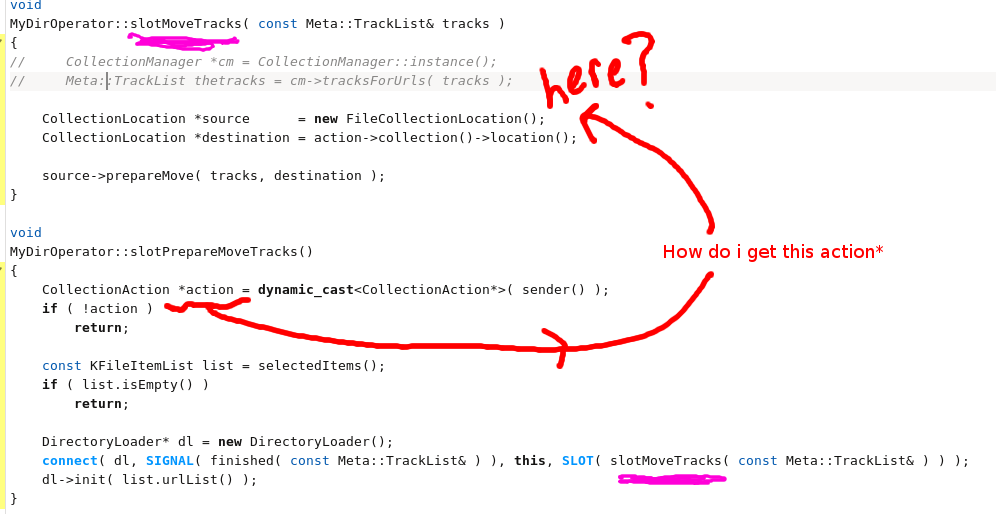 void
MyDirOperator::slotMoveTracks( const Meta::TrackList& tracks )
{
//     CollectionManager *cm = CollectionManager::instance();
//     Meta::TrackList thetracks = cm->tracksForUrls( tracks );
here?
    CollectionLocation *source      = new FileCollectionLocation();
    CollectionLocation *destination = action->collection()->location();
    source->prepareMove( tracks, destination );
}
void
MyDirOperator::slotPrepareMoveTracks()
How do i get this action*
{
    CollectionAction *action = dynamic_cast<CollectionAction*>( sender() );
    if ( !action )
        return;
    const KFileItemList list = selectedItems();
    if ( list.isEmpty() )
        return;
    DirectoryLoader* dl = new DirectoryLoader();
    connect( dl, SIGNAL( finished( const Meta::TrackList& ) ), this, SLOT( slotMoveTracks( const Meta::TrackList& ) ) );
    dl->init( list.urlList() );
}